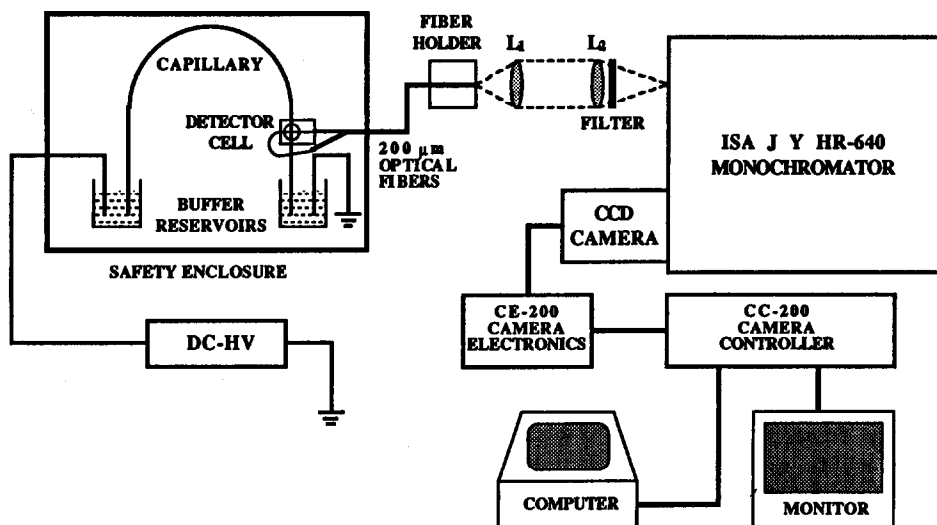 FIBER
HOLDER
L1
L2
CAPILLARY
DETECTOR
CELL
FILTER
200 µm
OPTICAL
FIBERS
ISA J Y HR-640
MONOCHROMATOR
BUFFER
RESERVOIRS
CCD
CAMERA
SAFETY ENCLOSURE
CE-200
CAMERA
ELECTRONICS
CC-200
CAMERA
CONTROLLER
DC-HV
COMPUTER
MONITOR